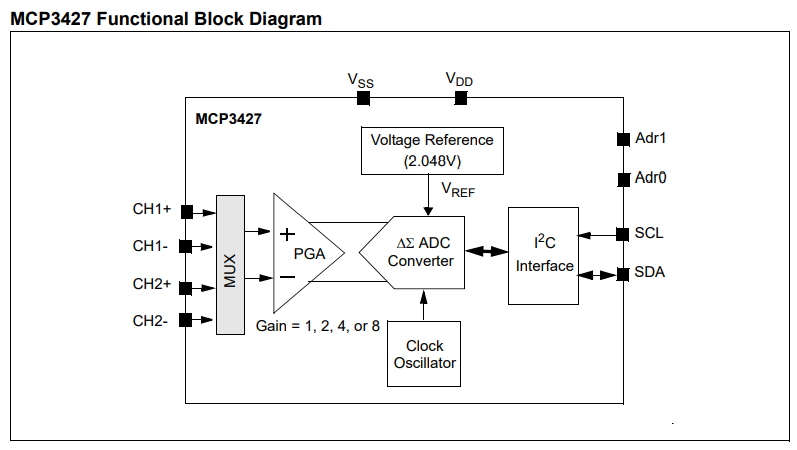 MCP3427 Functional Block Diagram
VSS
VDD
MCP3427
Voltage Reference
(2.048V)
VREF
Adr1
Adr0
CH1+
CH1-
CH2+
CH2-
MUX
+
PGA
−
ΔΣ ADC
Converter
I2C
Interface
SCL
SDA
Gain = 1, 2, 4, or 8
Clock
Oscillator